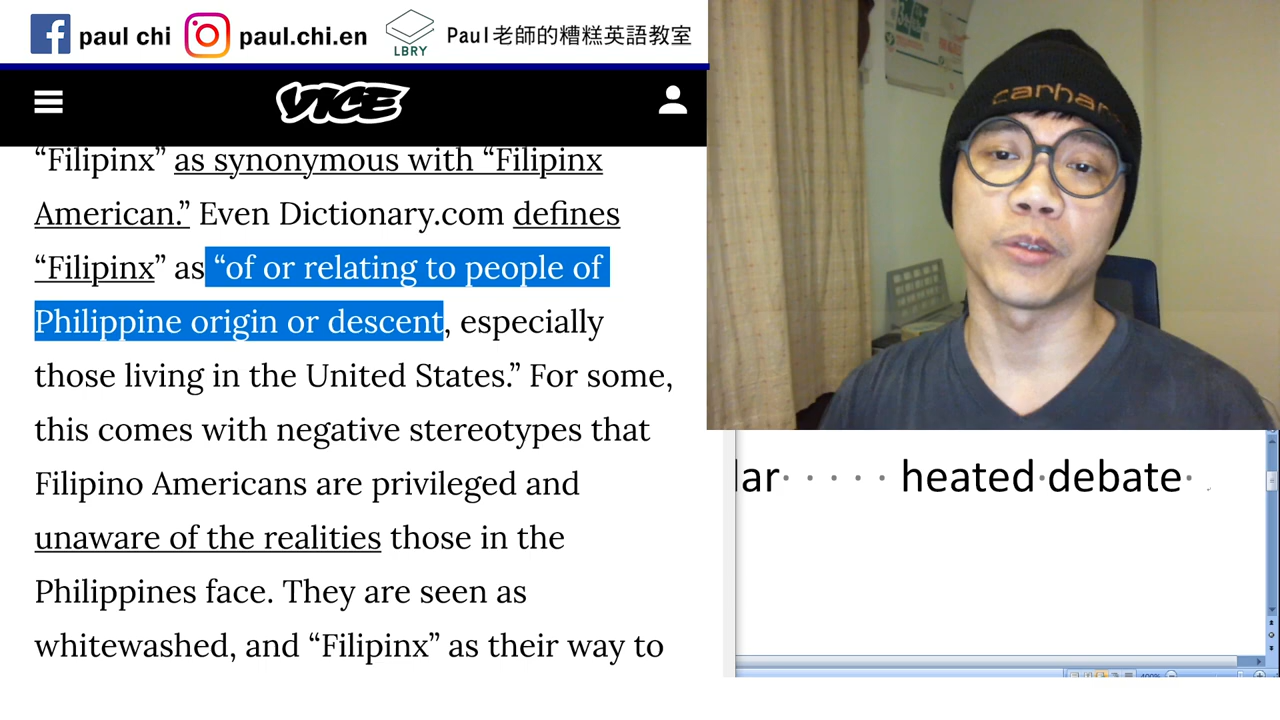 paul chi paul.chi.en LBRY Paul老師的糟糕英語教室
VICE
“Filipinx” as synonymous with “Filipinx
American.” Even Dictionary.com defines
“Filipinx” as “of or relating to people of
Philippine origin or descent, especially
those living in the United States.” For some,
this comes with negative stereotypes that
Filipino Americans are privileged and
unaware of the realities those in the
Philippines face. They are seen as
whitewashed, and “Filipinx” as their way to
carhar
lar heated debate